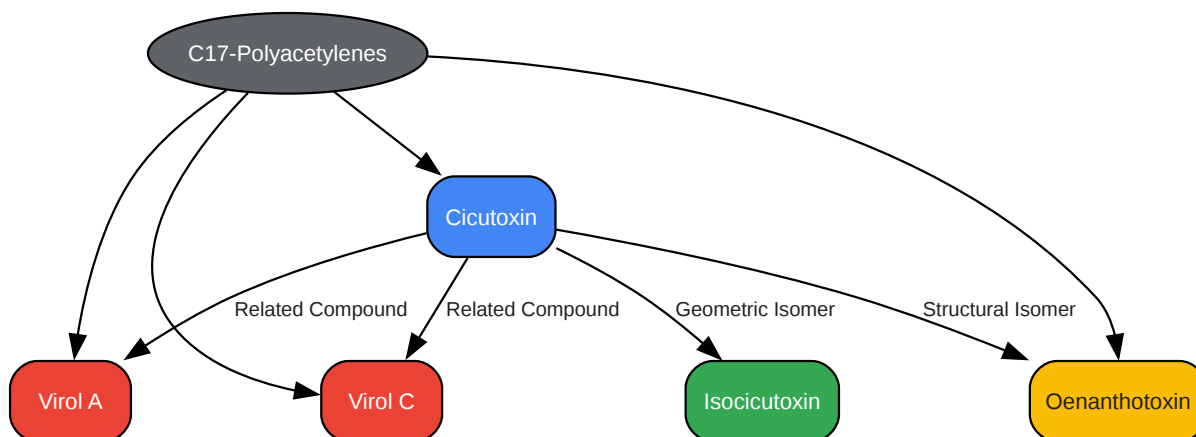 C17-Polyacetylenes
Cicutoxin
Related Compound
Related Compound
Geometric Isomer
Structural Isomer
Virol A
Virol C
Isocicutoxin
Oenanthotoxin